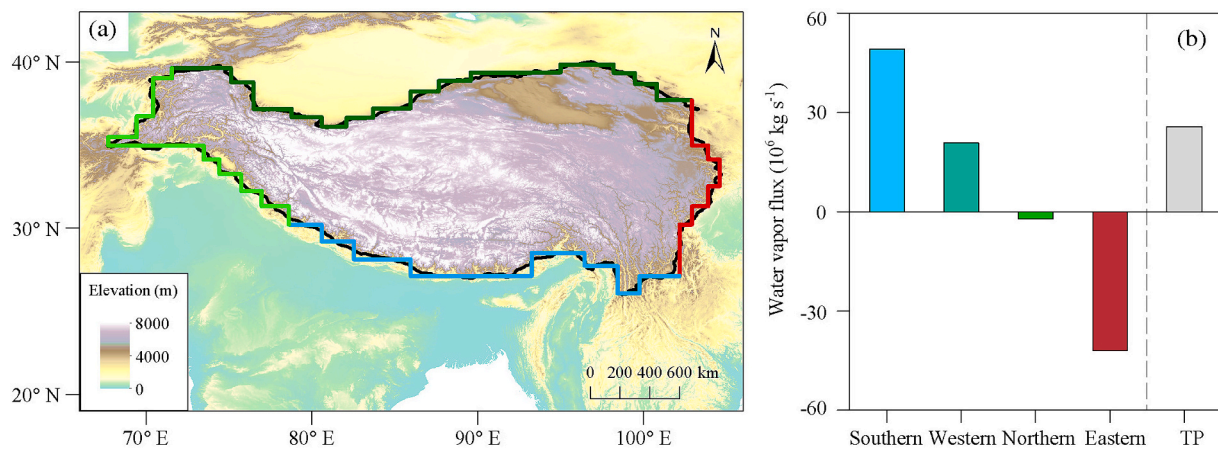 (a)
N
40° N
30° N
20° N
Elevation (m)
8000
4000
0
0 200 400 600 km
70° E 80° E 90° E 100° E
(b)
Water vapor flux (10⁶ kg s⁻¹)
60
30
0
-30
-60
Southern Western Northern Eastern TP